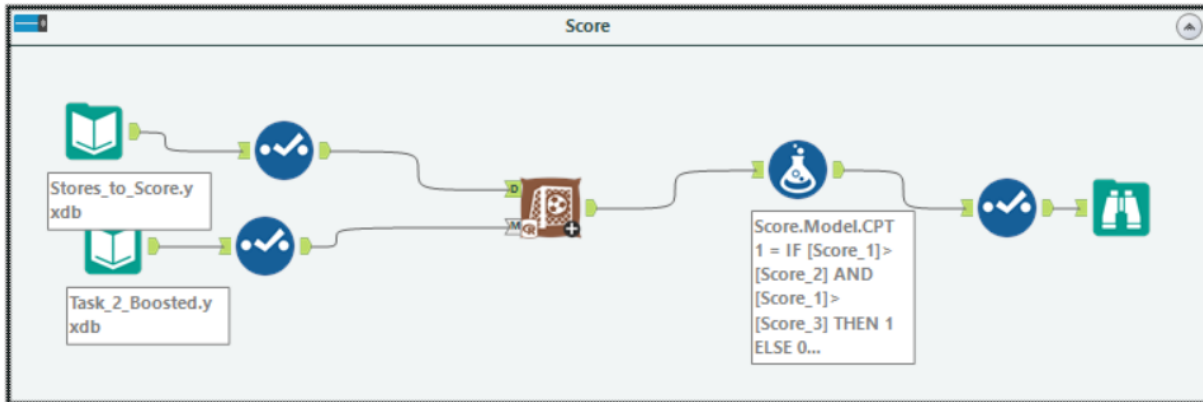 Score
Stores_to_Score.y
xdb
Task_2_Boosted.y
xdb
D
M
R
Score.Model.CPT
1 = IF [Score_1]>
[Score_2] AND
[Score_1]>
[Score_3] THEN 1
ELSE 0...